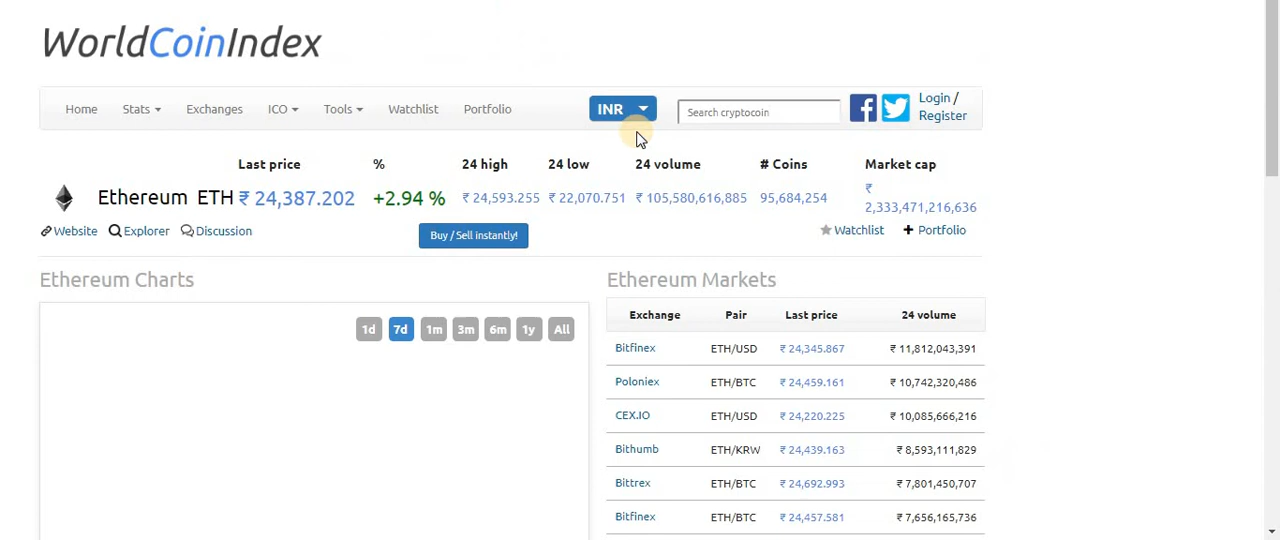 WorldCoinIndex
Home Stats Exchanges ICO Tools Watchlist Portfolio INR Search cryptocoin Login / Register
Last price % 24 high 24 low 24 volume # Coins Market cap
Ethereum ETH ₹ 24,387.202 +2.94 % ₹ 24,593.255 ₹ 22,070.751 ₹ 105,580,616,885 95,684,254 ₹ 2,333,471,216,636
Website Explorer Discussion Buy / Sell instantly! Watchlist + Portfolio
Ethereum Charts
1d 7d 1m 3m 6m 1y All
Ethereum Markets
Exchange Pair Last price 24 volume
Bitfinex ETH/USD ₹ 24,345.867 ₹ 11,812,043,391
Poloniex ETH/BTC ₹ 24,459.161 ₹ 10,742,320,486
CEX.IO ETH/USD ₹ 24,220.225 ₹ 10,085,666,216
Bithumb ETH/KRW ₹ 24,439.163 ₹ 8,593,111,829
Bittrex ETH/BTC ₹ 24,692.993 ₹ 7,801,450,707
Bitfinex ETH/BTC ₹ 24,457.581 ₹ 7,656,165,736